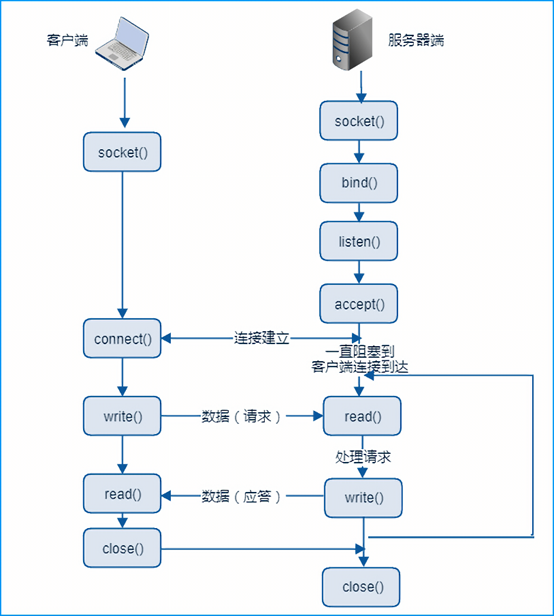 客户端
服务器端
socket()
socket()
bind()
listen()
accept()
connect()
连接建立
一直阻塞到
客户端连接到达
write()
数据（请求）
read()
处理请求
read()
数据（应答）
write()
close()
close()